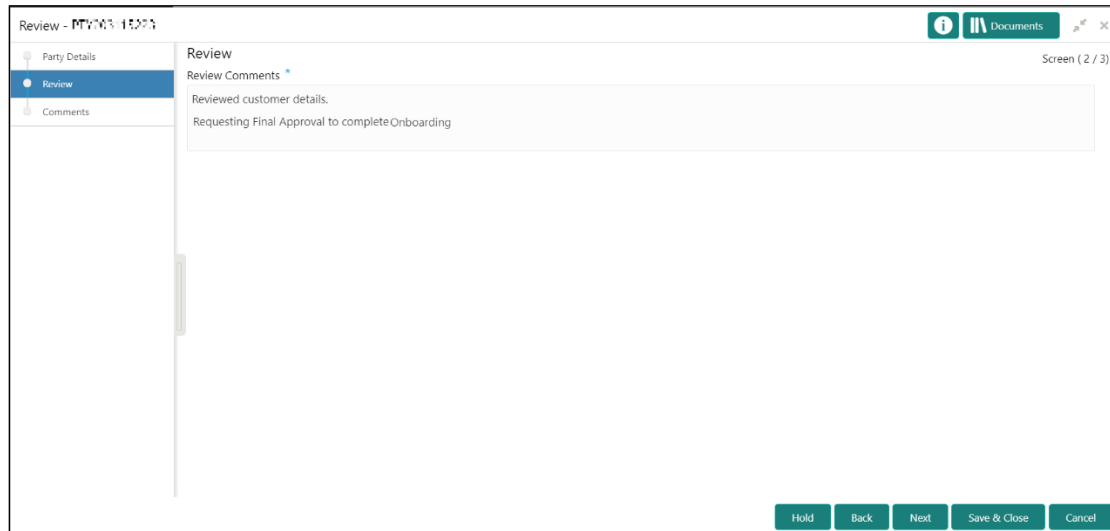 Review -
Documents
Party Details
Review
Comments
Review
Screen ( 2 / 3)
Review Comments *
Reviewed customer details.
Requesting Final Approval to complete Onboarding
Hold
Back
Next
Save & Close
Cancel